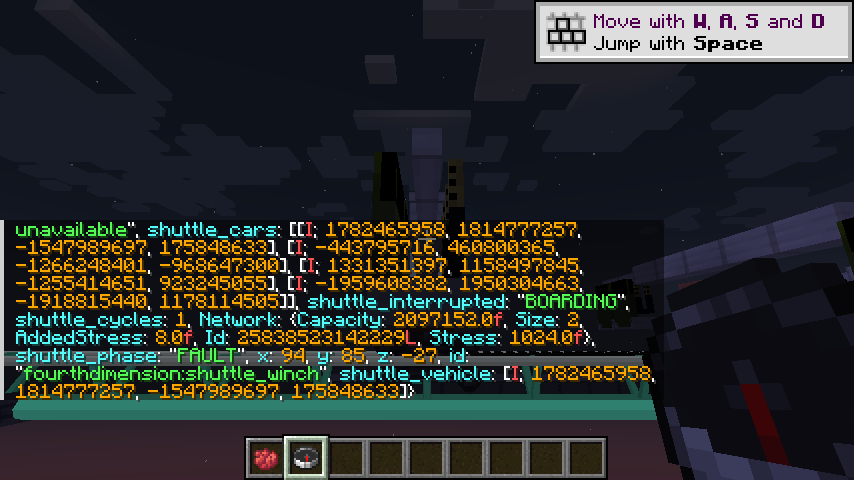 Move with W, A, S and D
Jump with Space
unavailable", shuttle_cars: [[I; 1782465958, 1814777257,
-1547989697, 175848633], [I; -443795716, 460800365,
-1266248401, -968647300], [I; 1331351397, 1158497845,
-1255414651, 923245055], [I; -1959608382, 1950304663,
-1918815440, 1178114505]], shuttle_interrupted: "BOARDING",
shuttle_cycles: 1, Network: {Capacity: 2097152.0f, Size: 2,
AddedStress: 8.0f, Id: 258385231422229L, Stress: 1024.0f},
shuttle_phase: "FAULT", x: 94, y: 85, z: -27, id:
"fourthdimension:shuttle_winch", shuttle_vehicle: [I; 1782465958,
1814777257, -1547989697, 175848633]}